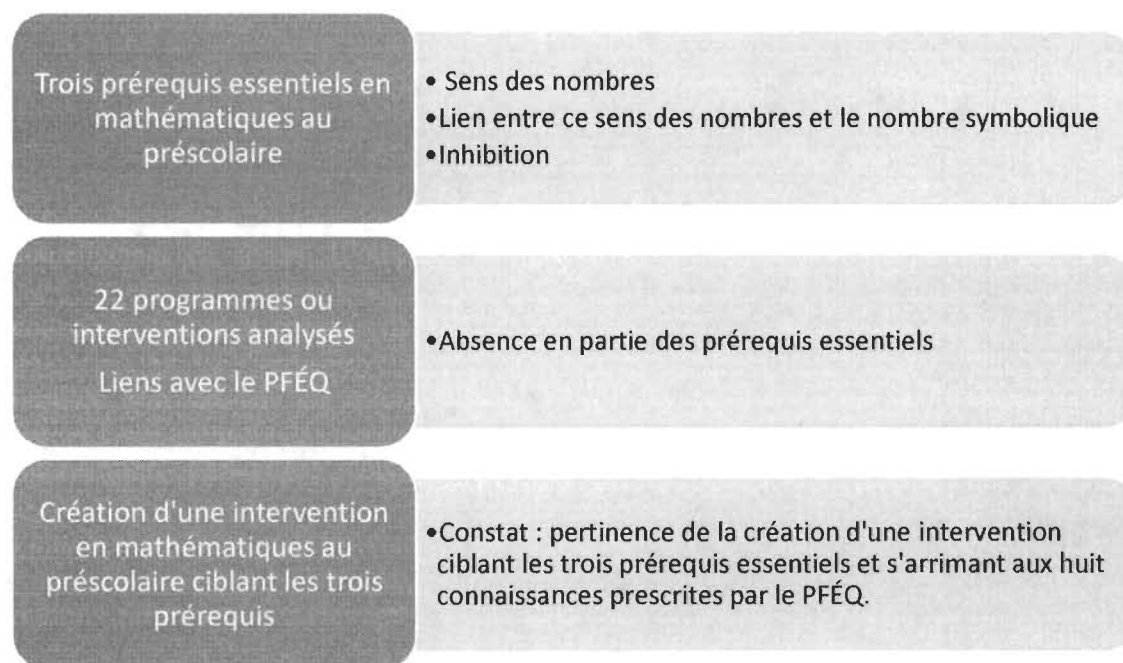 Trois prérequis essentiels en
mathématiques au
préscolaire
• Sens des nombres
•Lien entre ce sens des nombres et le nombre symbolique
•Inhibition
22 programmes ou
interventions analysés
Liens avec le PFÉQ
•Absence en partie des prérequis essentiels
Création d'une intervention
en mathématiques au
préscolaire ciblant les trois
prérequis
•Constat : pertinence de la création d'une intervention
ciblant les trois prérequis essentiels et s'arrimant aux huit
connaissances prescrites par le PFÉQ.